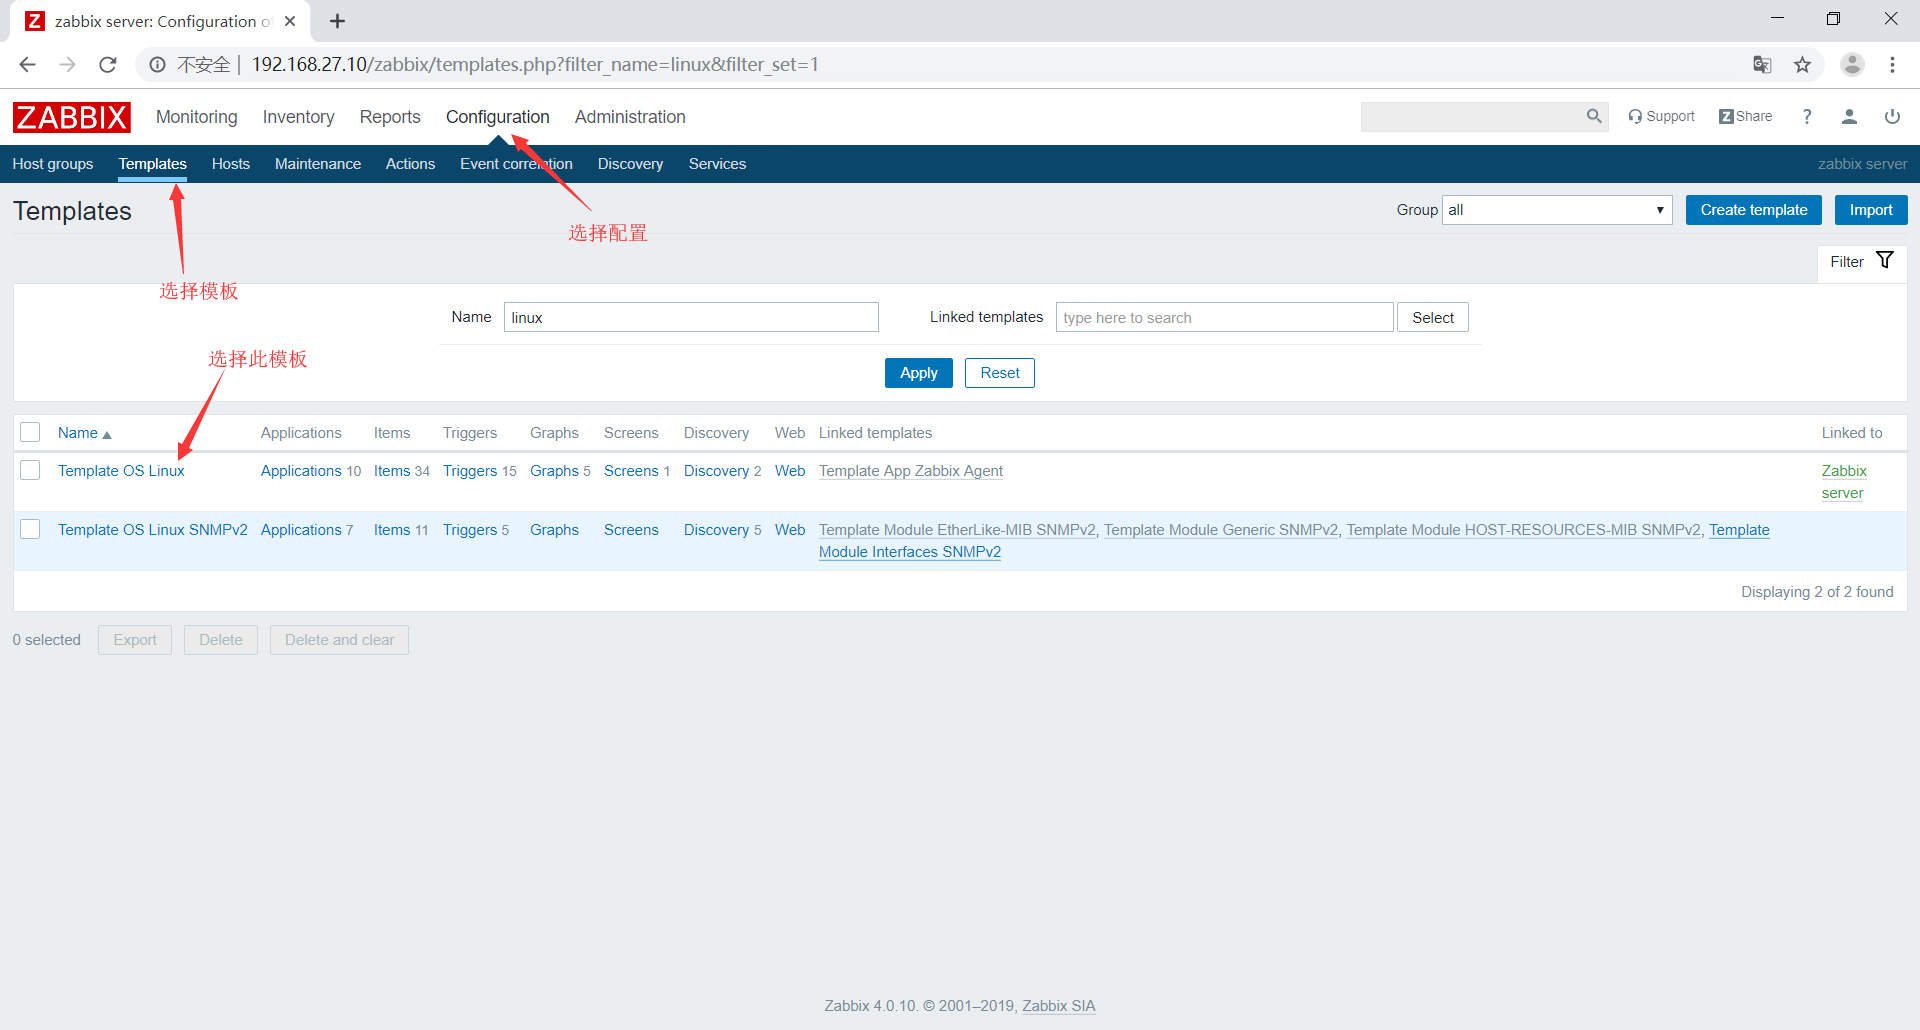 Z zabbix server: Configuration o
不安全 192.168.27.10/zabbix/templates.php?filter_name=linux&filter_set=1
ZABBIX Monitoring Inventory Reports Configuration Administration Support Z Share ?
Host groups Templates Hosts Maintenance Actions Event correlation Discovery Services zabbix server
Templates Group all Create template Import
选择配置
Filter
选择模板
Name linux Linked templates type here to search Select
选择此模板
Apply Reset
Name Applications Items Triggers Graphs Screens Discovery Web Linked templates Linked to
Template OS Linux Applications 10 Items 34 Triggers 15 Graphs 5 Screens 1 Discovery 2 Web Template App Zabbix Agent Zabbix
server
Template OS Linux SNMPv2 Applications 7 Items 11 Triggers 5 Graphs Screens Discovery 5 Web Template Module EtherLike-MIB SNMPv2, Template Module Generic SNMPv2, Template Module HOST-RESOURCES-MIB SNMPv2, Template
Module Interfaces SNMPv2
Displaying 2 of 2 found
0 selected Export Delete Delete and clear
Zabbix 4.0.10. © 2001–2019, Zabbix SIA